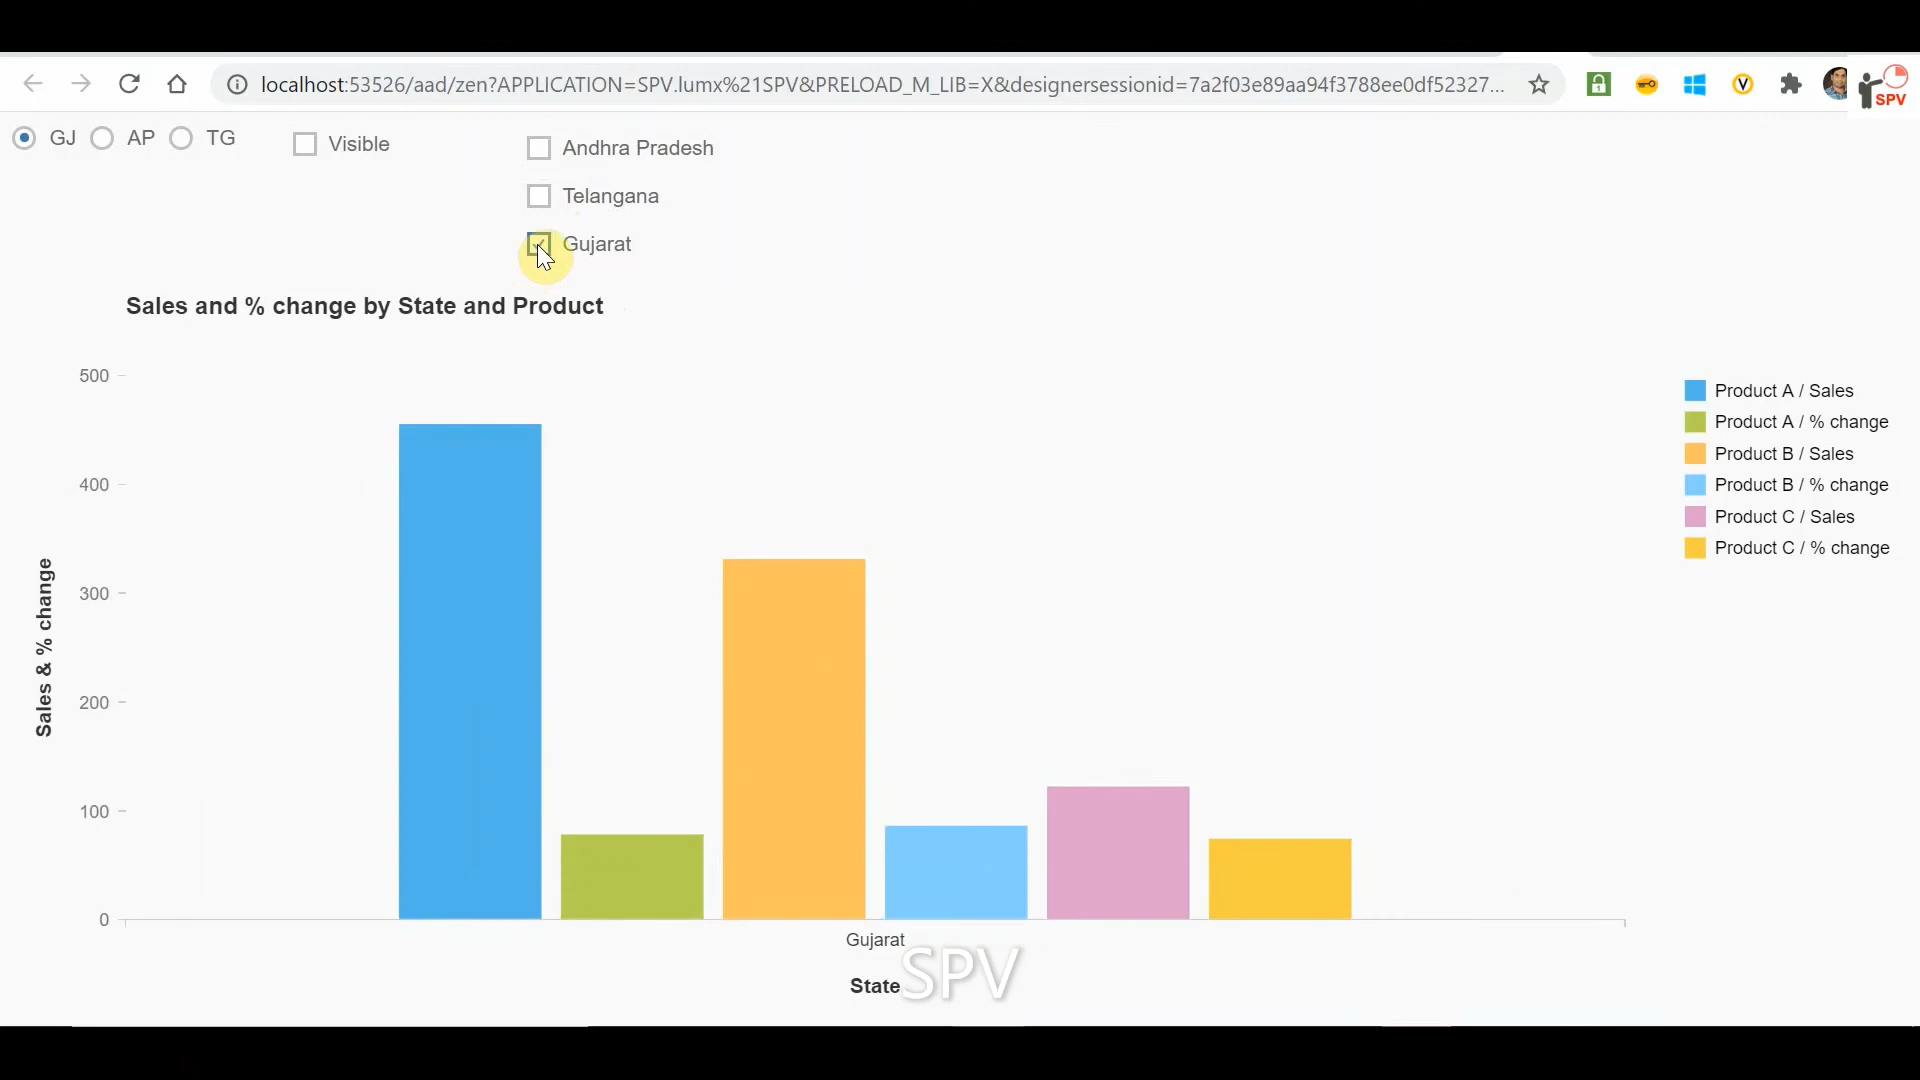 localhost:53526/aad/zen?APPLICATION=SPV.lumx%21SPV&PRELOAD_M_LIB=X&designersessionid=7a2f03e89aa94f3788ee0df52327...
V
SPV
GJ AP TG
Visible
Andhra Pradesh
Telangana
Gujarat
Sales and % change by State and Product
Sales & % change
500
400
300
200
100
0
Product A / Sales
Product A / % change
Product B / Sales
Product B / % change
Product C / Sales
Product C / % change
Gujarat
State
SPV